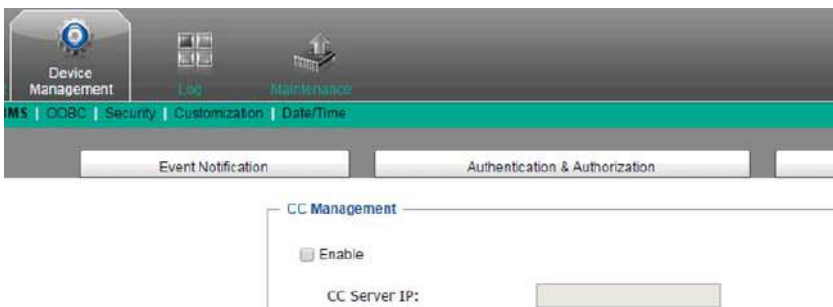 Device
Management
Log
Maintenance
OOBC | Security | Customization | Date/Time
Event Notification
Authentication & Authorization
CC Management
Enable
CC Server IP: